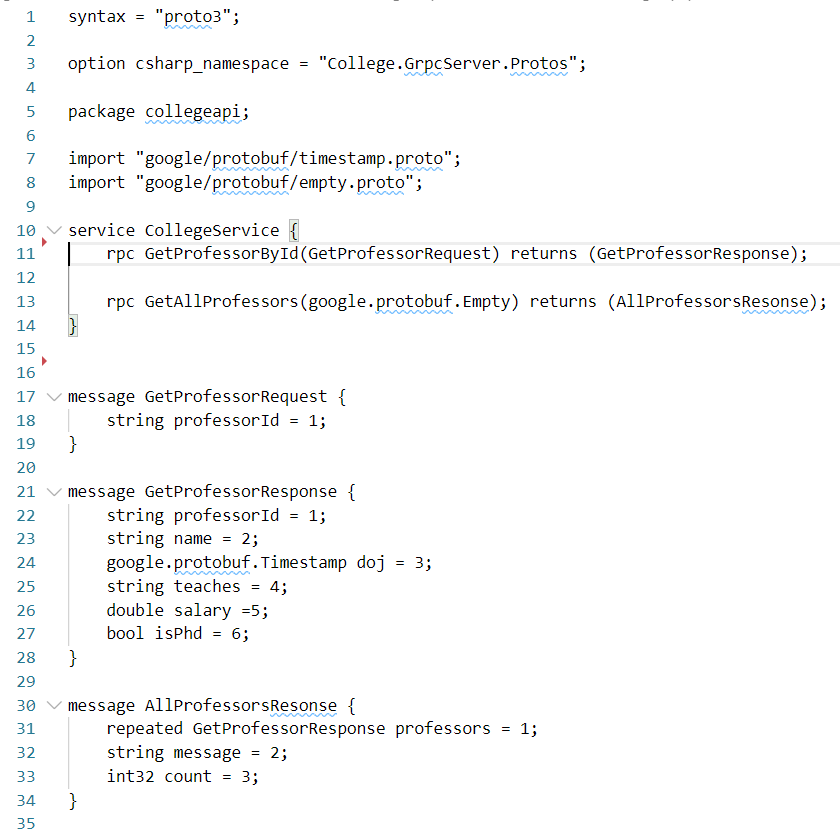 1 syntax = "proto3";
2
3 option csharp_namespace = "College.GrpcServer.Protos";
4
5 package collegeapi;
6
7 import "google/protobuf/timestamp.proto";
8 import "google/protobuf/empty.proto";
9
10 service CollegeService {
11 rpc GetProfessorById(GetProfessorRequest) returns (GetProfessorResponse);
12
13 rpc GetAllProfessors(google.protobuf.Empty) returns (AllProfessorsResonse);
14 }
15
16
17 message GetProfessorRequest {
18 string professorId = 1;
19 }
20
21 message GetProfessorResponse {
22 string professorId = 1;
23 string name = 2;
24 google.protobuf.Timestamp doj = 3;
25 string teaches = 4;
26 double salary =5;
27 bool isPhd = 6;
28 }
29
30 message AllProfessorsResonse {
31 repeated GetProfessorResponse professors = 1;
32 string message = 2;
33 int32 count = 3;
34 }
35